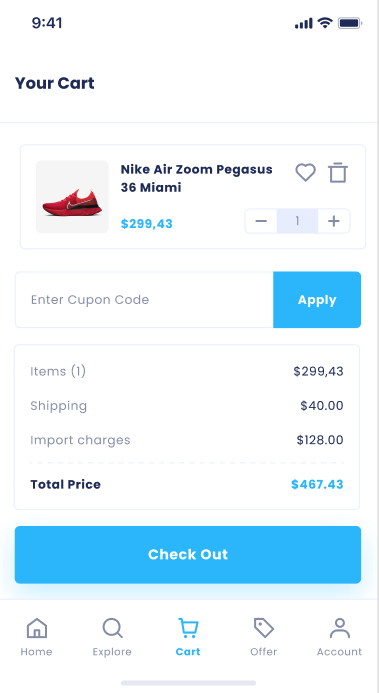 9:41
Your Cart
Nike Air Zoom Pegasus
36 Miami
$299,43
1
Enter Cupon Code
Apply
Items (1) $299,43
Shipping $40.00
Import charges $128.00
Total Price $467.43
Check Out
Home Explore Cart Offer Account